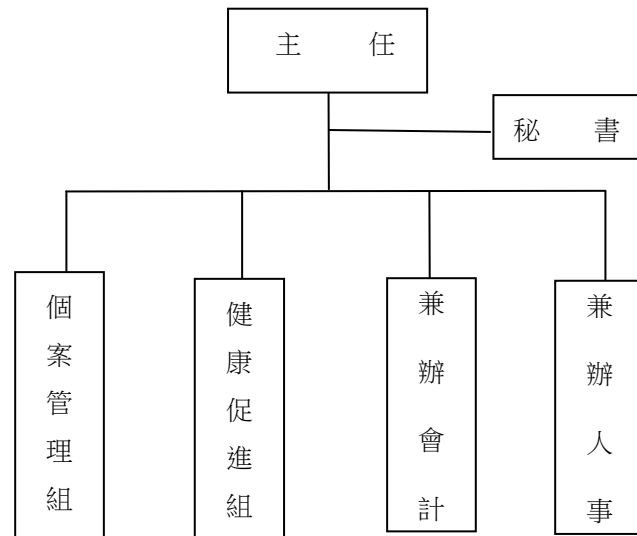 主任
秘書
個案管理組
健康促進組
兼辦會計
兼辦人事